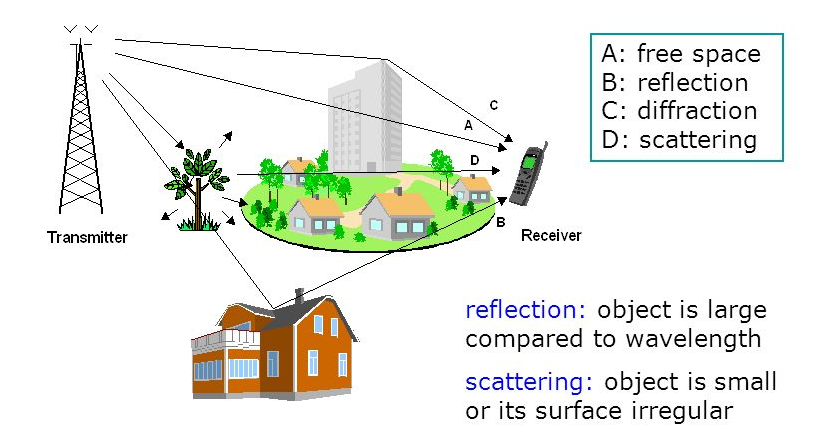 A: free space
B: reflection
C: diffraction
D: scattering
C
A
D
B
Transmitter
Receiver
reflection: object is large
compared to wavelength
scattering: object is small
or its surface irregular